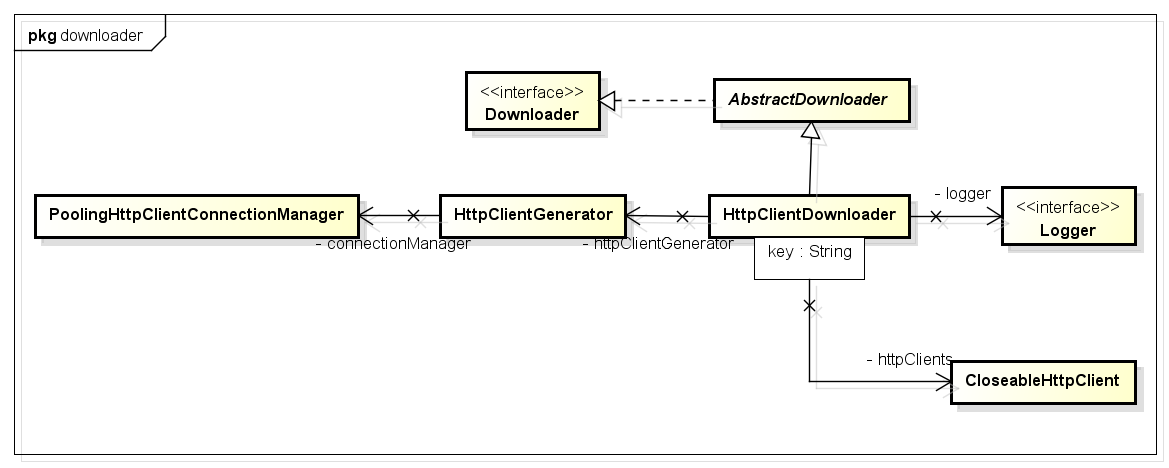 pkg downloader
<<interface>>
Downloader
AbstractDownloader
PoolingHttpClientConnectionManager
HttpClientGenerator
HttpClientDownloader
- logger
<<interface>>
Logger
- connectionManager
- httpClientGenerator
key : String
- httpClients
CloseableHttpClient